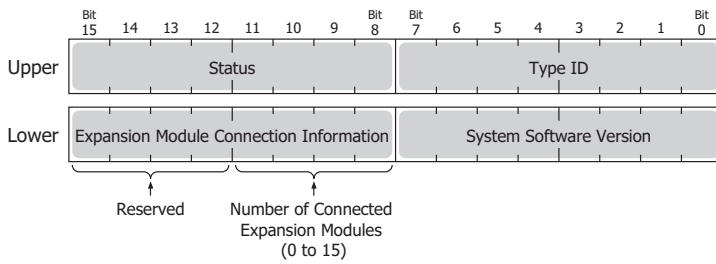 Bit 15 14 13 12 11 10 9 Bit 8 Bit 7 6 5 4 3 2 1 Bit 0
Upper Status Type ID
Lower Expansion Module Connection Information System Software Version
Reserved Number of Connected
Expansion Modules
(0 to 15)